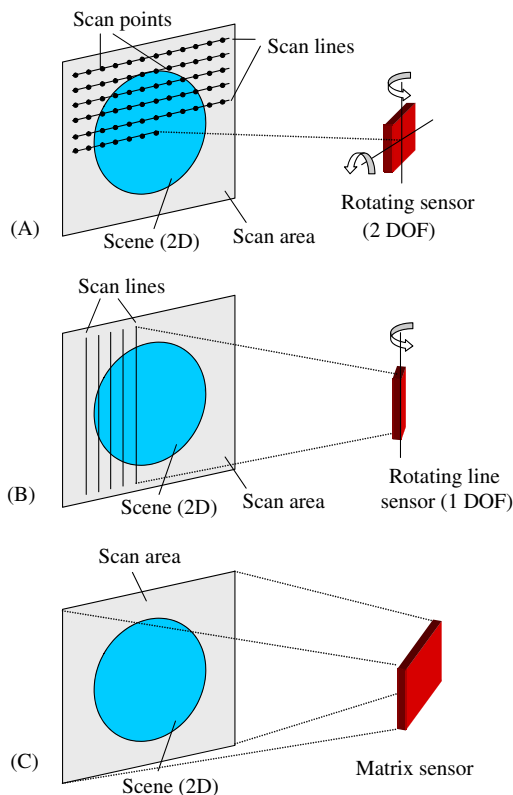 Scan points
Scan lines
Rotating sensor
(2 DOF)
Scene (2D)
Scan area
(A)
Scan lines
Rotating line
sensor (1 DOF)
Scan area
Scene (2D)
(B)
Scan area
Matrix sensor
Scene (2D)
(C)